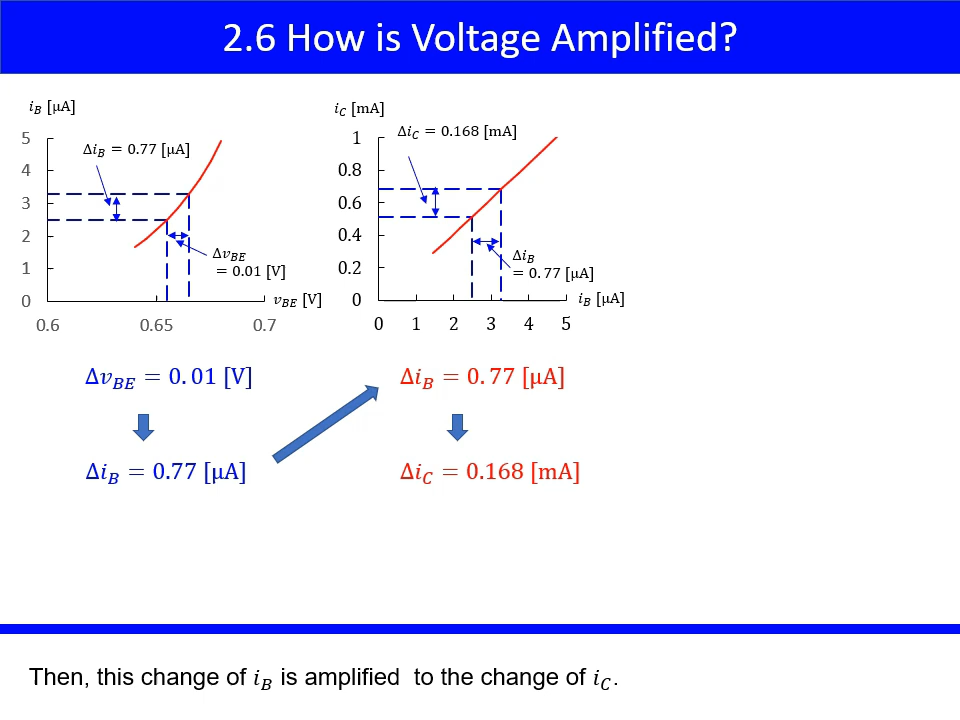 2.6 How is Voltage Amplified?
i_B [μA]
5
4
3
2
1
0
0.6
0.65
0.7
v_BE [V]
Δi_B = 0.77 [μA]
Δv_BE
= 0.01 [V]
i_C [mA]
1
0.8
0.6
0.4
0.2
0
0
1
2
3
4
5
i_B [μA]
Δi_C = 0.168 [mA]
Δi_B
= 0.77 [μA]
Δv_BE = 0.01 [V]
Δi_B = 0.77 [μA]
Δi_B = 0.77 [μA]
Δi_C = 0.168 [mA]
Then, this change of i_B is amplified to the change of i_C.